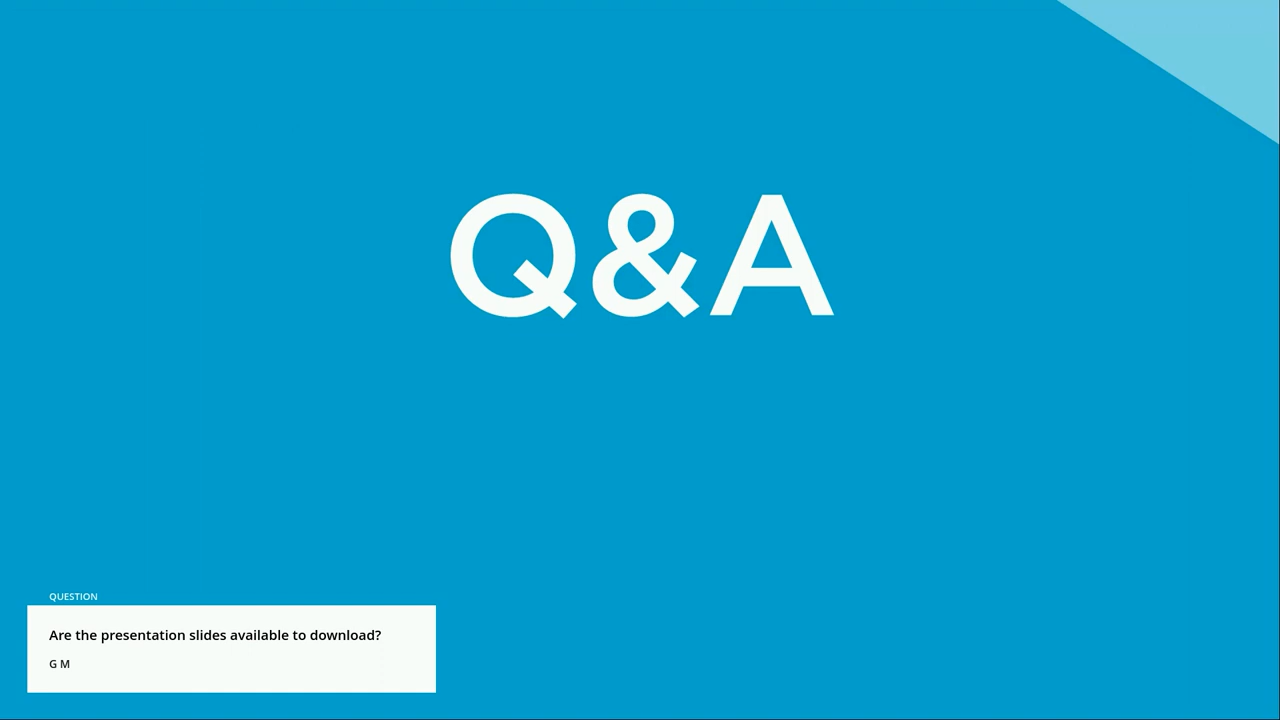 Q&A
QUESTION
Are the presentation slides available to download?
G M